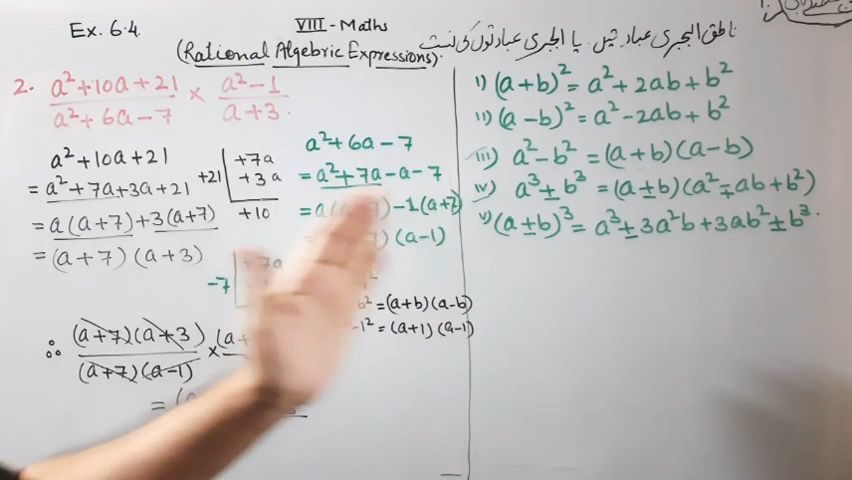 Ex. 6.4
VIII - Maths
(Rational Algebric Expressions). ناطق الجبری عبارتیں یا الجبری عبارتوں کی نسبت
2. (a²+10a+21)/(a²+6a-7) × (a²-1)/(a+3).
a²+10a+21
= a²+7a+3a+21
= a(a+7)+3(a+7)
= (a+7)(a+3)
+21 | +7a
+3a
+10
a²+6a-7
= a²+7a-a-7
= a( -1(a+7)
(a-1)
-7 | +7a
b²=(a+b)(a-b)
-1²=(a+1)(a-1)
∴ (a+7)(a+3)/(a+7)(a-1) × (a+
= (a
i) (a+b)²=a²+2ab+b²
ii) (a-b)²=a²-2ab+b²
iii) a²-b²=(a+b)(a-b)
iv) a³±b³=(a±b)(a²∓ab+b²)
v) (a±b)³=a³±3a²b+3ab²±b³.